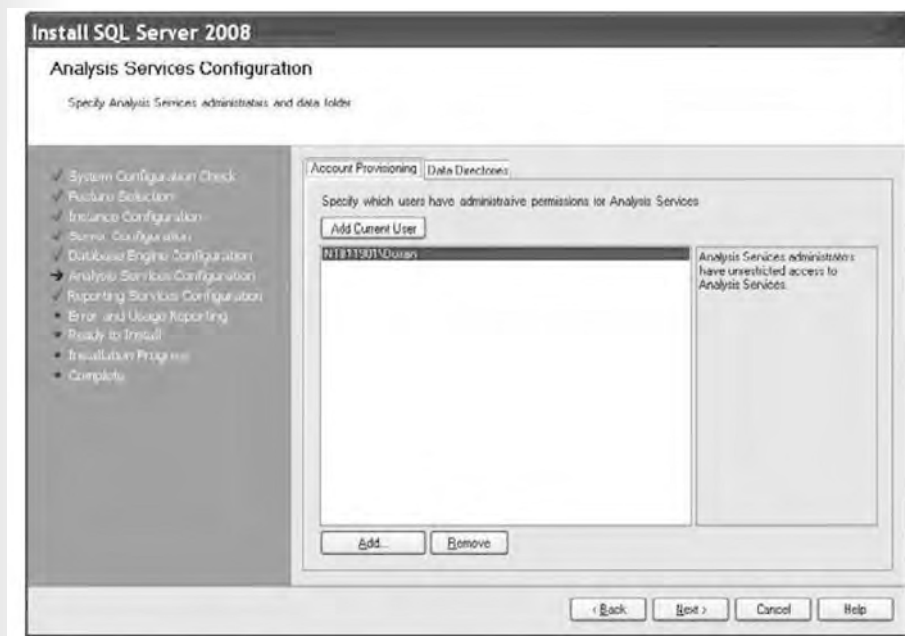 Install SQL Server 2008
Analysis Services Configuration
Specify Analysis Services administrators and data folder
System Configuration Check
Feature Selection
Instance Configuration
Server Configuration
Database Engine Configuration
Analysis Services Configuration
Reporting Services Configuration
Error and Usage Reporting
Ready to Install
Installation Progress
Complete
Account Provisioning
Data Directories
Specify which users have administraive permissions for Analysis Services
Add Current User
Analysis Services administrators
have unrestricted access to
Analysis Services.
Add...
Remove
< Back
Next >
Cancel
Help